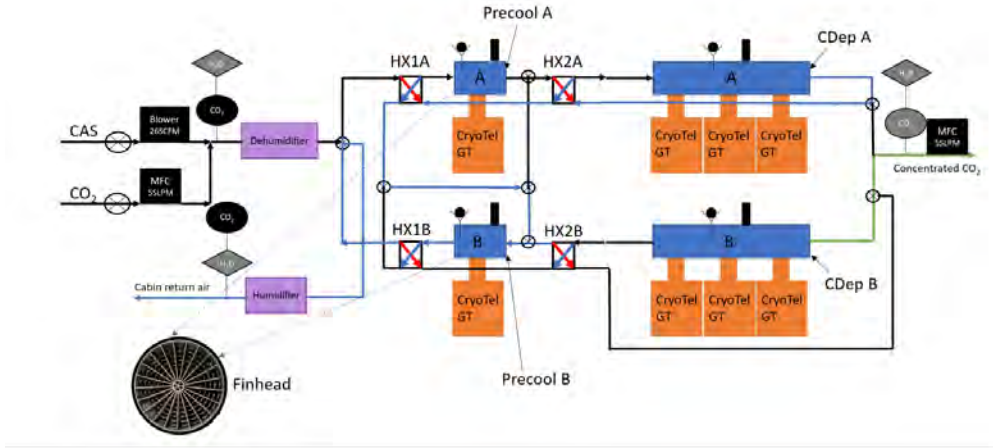 Precool A
CDep A
HX1A
HX2A
H₂O
A
A
H₂O
CO₂
CO
Blower
26SCFM
CAS
CryoTel
GT
CryoTel
GT
CryoTel
GT
CryoTel
GT
MFC
5SLPM
Dehumidifier
Concentrated CO₂
MFC
5SLPM
CO₂
CO₂
HX1B
HX2B
B
B
H₂O
Cabin return air
Humidifier
CryoTel
GT
CryoTel
GT
CryoTel
GT
CryoTel
GT
CDep B
Finhead
Precool B